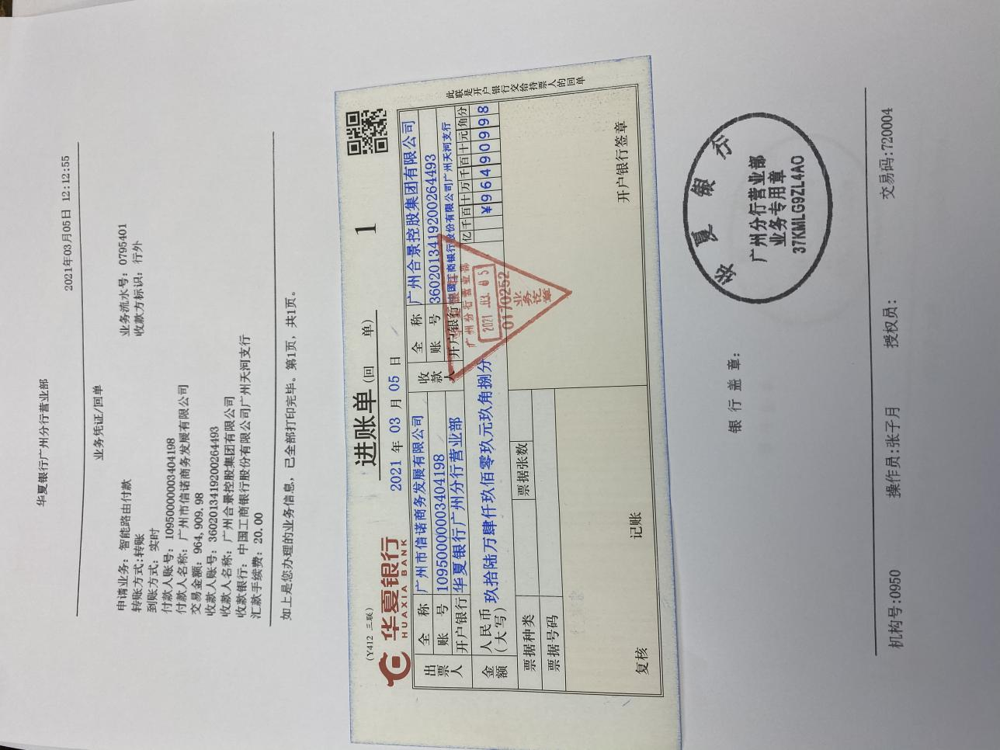 华夏银行广州分行营业部
2021年03月05日 12:12:55
业务凭证/回单
申请业务: 智能路由付款
业务流水号: 0795401
转账方式:转账
收款方标识: 行外
到账方式: 实时
付款人账号: 10950000003404198
付款人名称: 广州市信诺商务发展有限公司
交易金额: 964,909.98
收款人账号: 3602013419200264493
收款人名称: 广州合景控股集团有限公司
收款银行: 中国工商银行股份有限公司广州天河支行
汇款手续费: 20.00
如上是您办理的业务信息，已全部打印完毕。第1页，共1页。
(Y412 三联)
华夏银行
HUAXIA BANK
进账单 (回 单) 1
2021 年 03 月 05 日
出票人 全称 广州市信诺商务发展有限公司 收款人 全称 广州合景控股集团有限公司
账号 10950000003404198 账号 3602013419200264493
开户银行 华夏银行广州分行营业部 开户银行 中国工商银行股份有限公司广州天河支行
金额 人民币(大写) 玖拾陆万肆仟玖佰零玖元玖角捌分 亿千百十万千百十元角分
¥96490998
票据种类 票据张数
票据号码
复核 记账
开户银行签章
此联是开户银行交给持票人的回单
广州分行营业部
2021.03.05
0170252
业务讫章
银 行 盖 章:
华夏银行
广州分行营业部
业务专用章
37KMLG9ZL4AO
机构号:0950 操作员:张子月 授权员: 交易码:720004